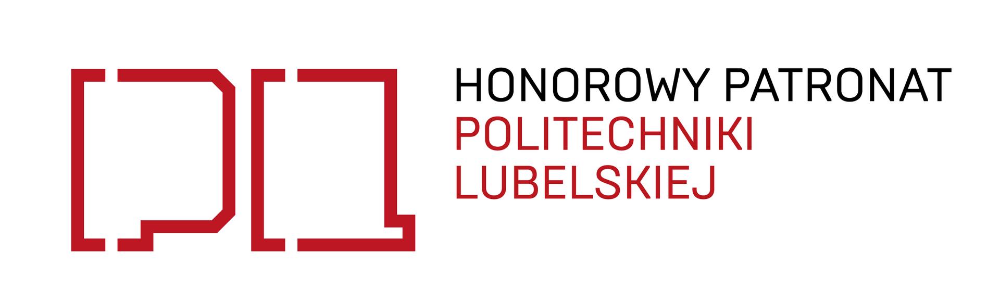 HONOROWY PATRONAT
POLITECHNIKI
LUBELSKIEJ